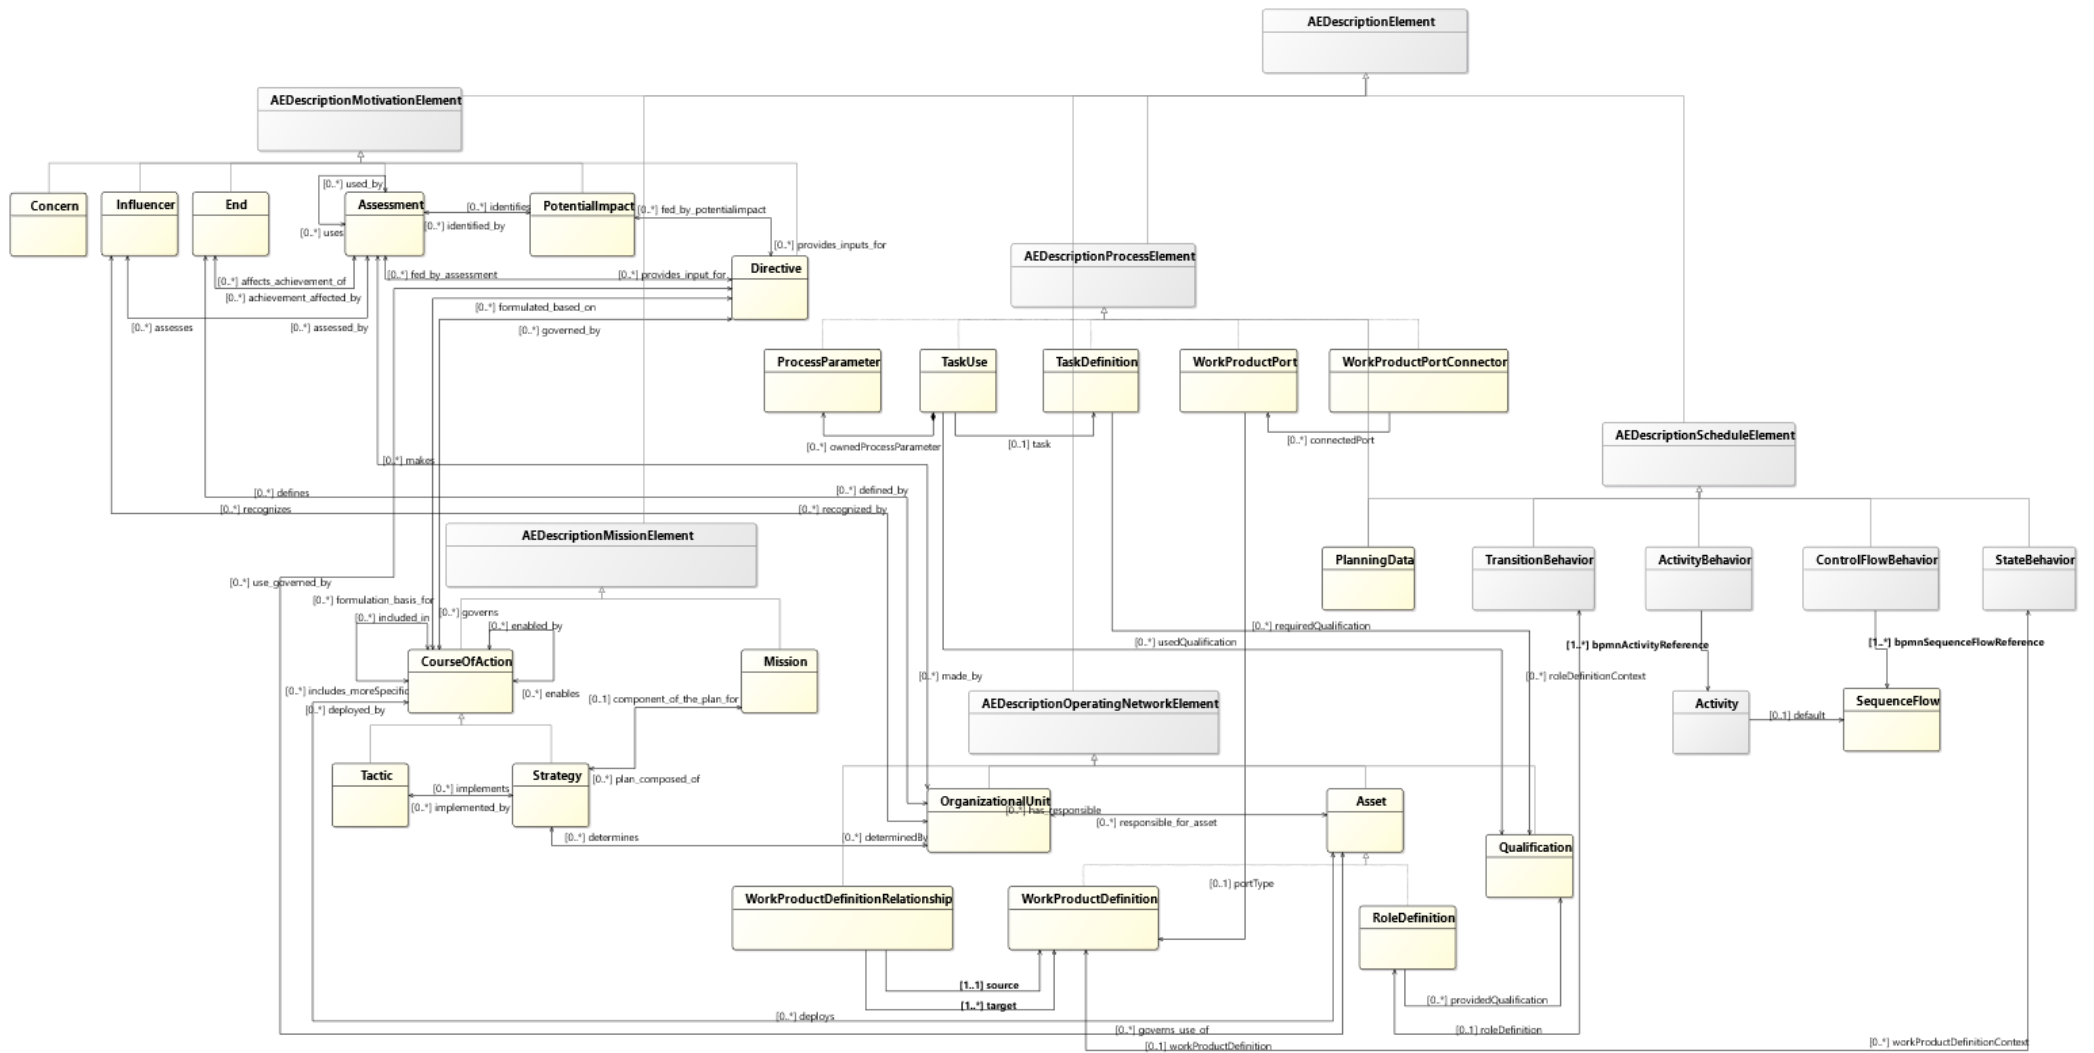 AEDescriptionElement
AEDescriptionMotivationElement
[0..*] used_by
Concern
Influencer
End
Assessment
[0..*] identifies
PotentialImpact
[0..*] fed_by_potentialimpact
[0..*] uses
[0..*] identified_by
[0..*] provides_inputs_for
AEDescriptionProcessElement
Directive
[0..*] fed_by_assessment
[0..*] provides_input_for
[0..*] affects_achievement_of
[0..*] achievement_affected_by
[0..*] formulated_based_on
[0..*] assesses
[0..*] assessed_by
[0..*] governed_by
ProcessParameter
TaskUse
TaskDefinition
WorkProductPort
WorkProductPortConnector
[0..*] ownedProcessParameter
[0..1] task
[0..*] connectedPort
AEDescriptionScheduleElement
[0..*] makes
[0..*] defines
[0..*] defined_by
[0..*] recognizes
[0..*] recognized_by
AEDescriptionMissionElement
PlanningData
TransitionBehavior
ActivityBehavior
ControlFlowBehavior
StateBehavior
[0..*] use_governed_by
[0..*] formulation_basis_for
[0..*] governs
[0..*] included_in
[0..*] enabled_by
[0..*] requiredQualification
[0..*] usedQualification
[1..*] bpmnActivityReference
[1..*] bpmnSequenceFlowReference
CourseOfAction
Mission
[0..*] made_by
[0..*] roleDefinitionContext
[0..*] includes_moreSpecific
[0..*] enables
[0..1] component_of_the_plan_for
[0..*] deployed_by
AEDescriptionOperatingNetworkElement
Activity
[0..1] default
SequenceFlow
Tactic
Strategy
[0..*] plan_composed_of
[0..*] implements
[0..*] implemented_by
OrganizationalUnit
[0..*] has_responsible
[0..*] responsible_for_asset
Asset
[0..*] determines
[0..*] determinedBy
Qualification
[0..1] portType
WorkProductDefinitionRelationship
WorkProductDefinition
RoleDefinition
[1..1] source
[1..*] target
[0..*] providedQualification
[0..*] deploys
[0..*] governs_use_of
[0..1] roleDefinition
[0..1] workProductDefinition
[0..*] workProductDefinitionContext